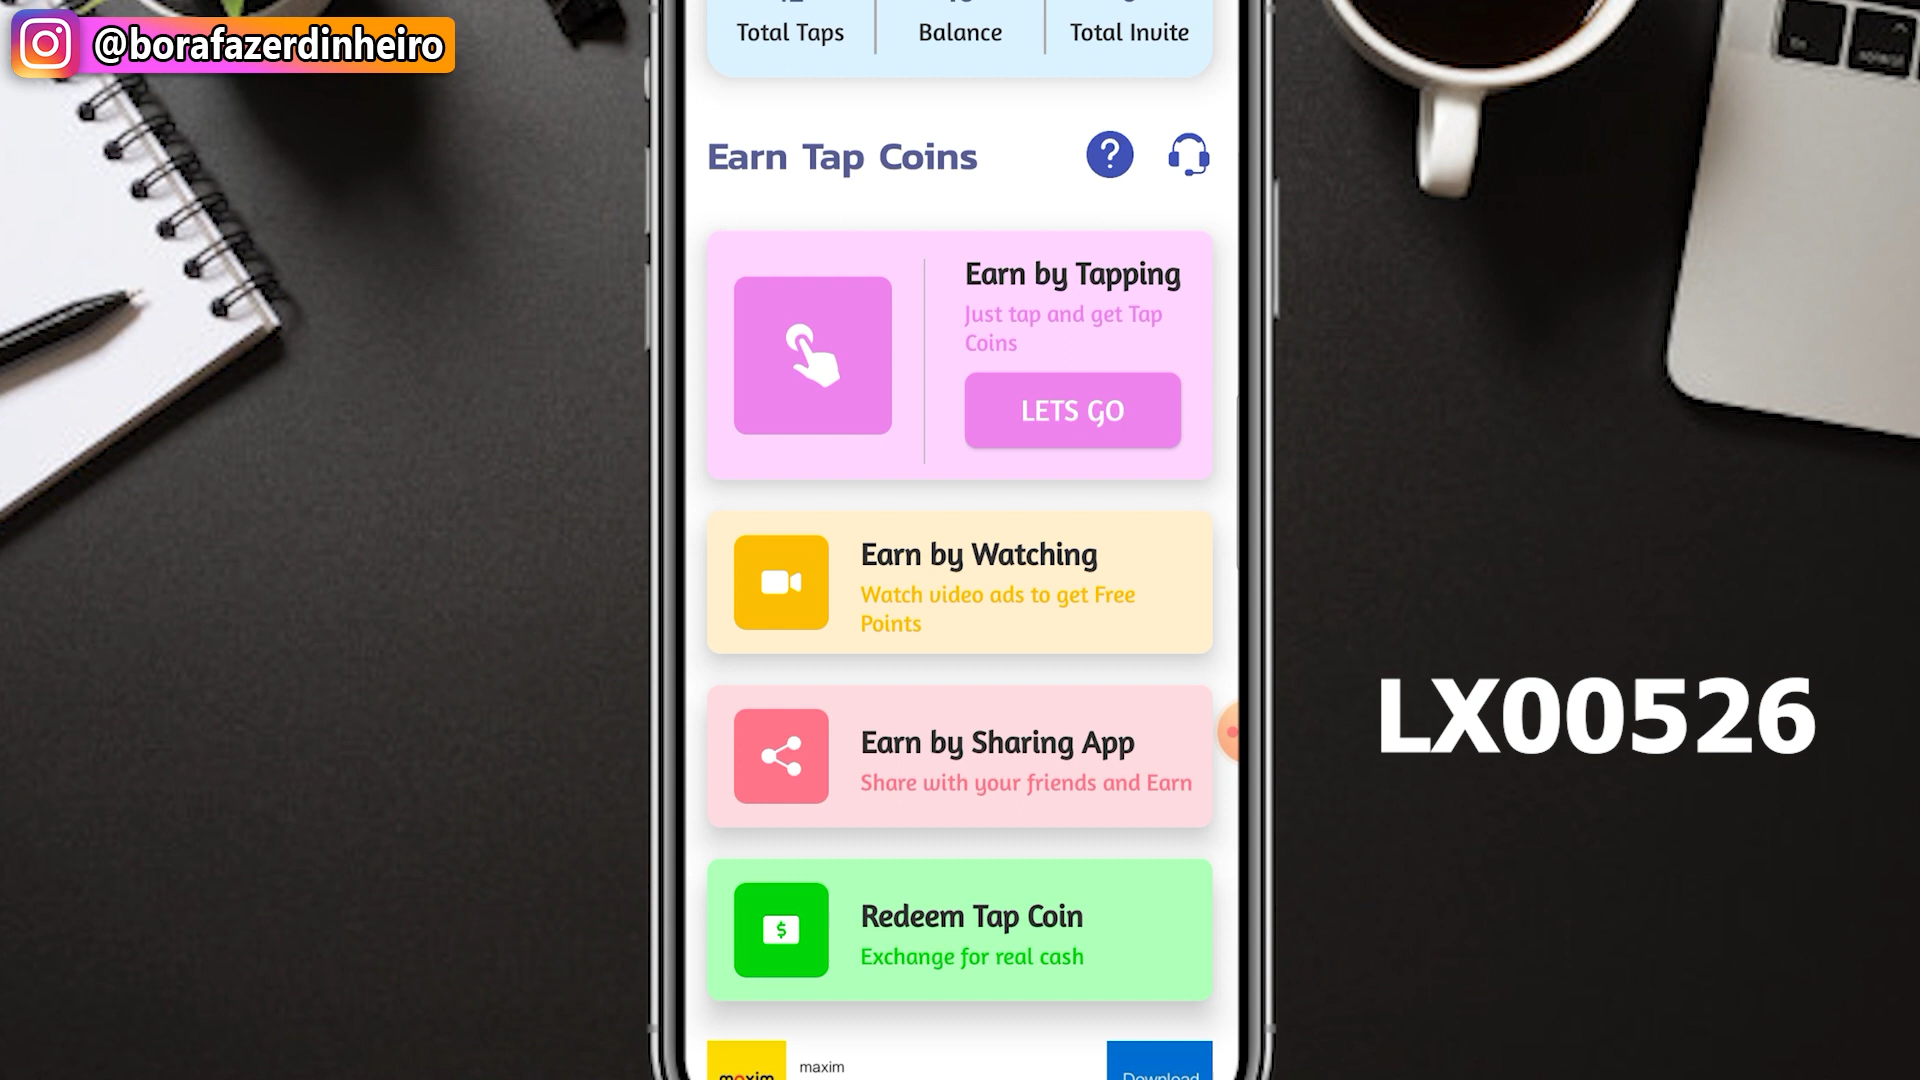 @borafazerdinheiro
Total Taps
Balance
Total Invite
Earn Tap Coins
?
Earn by Tapping
Just tap and get Tap
Coins
LETS GO
Earn by Watching
Watch video ads to get Free
Points
LX00526
Earn by Sharing App
Share with your friends and Earn
Redeem Tap Coin
$
Exchange for real cash
maxim
maxim
Download